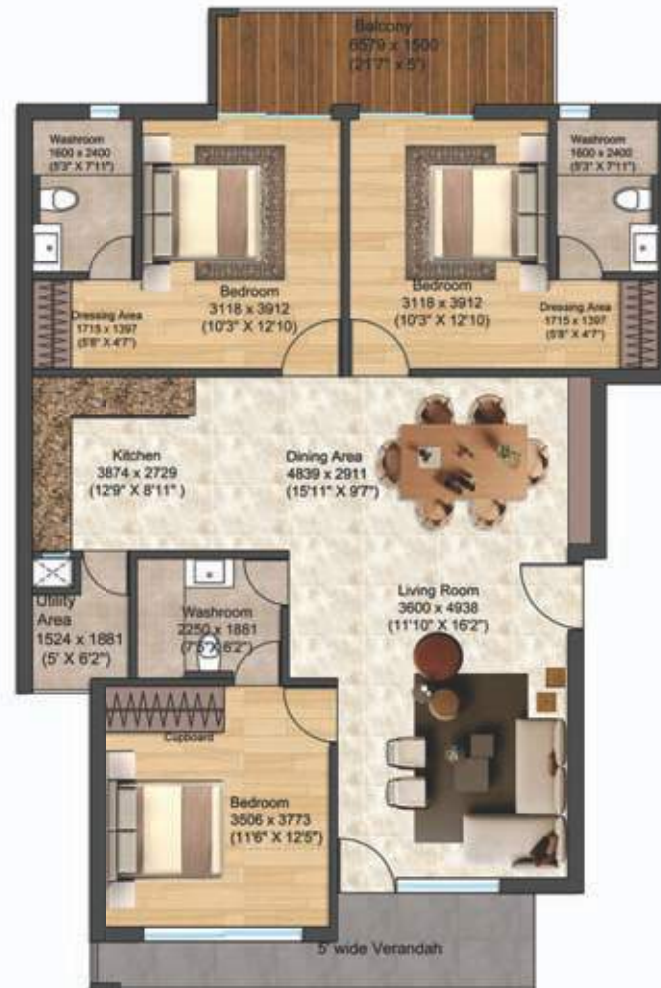 Balcony
6579 x 1500
(21'7" x 5')
Washroom
1600 x 2400
(5'3" X 7'11")
Washroom
1600 x 2400
(5'3" X 7'11")
Bedroom
3118 x 3912
(10'3" X 12'10)
Bedroom
3118 x 3912
(10'3" X 12'10)
Dressing Area
1715 x 1397
(5'8" X 4'7")
Dressing Area
1715 x 1397
(5'8" X 4'7")
Kitchen
3874 x 2729
(12'9" X 8'11" )
Dining Area
4839 x 2911
(15'11" X 9'7")
Utility
Area
1524 x 1881
(5' X 6'2")
Washroom
2250 x 1881
(7'5" X 6'2")
Living Room
3600 x 4938
(11'10" X 16'2")
Cupboard
Bedroom
3506 x 3773
(11'6" X 12'5")
5' wide Verandah